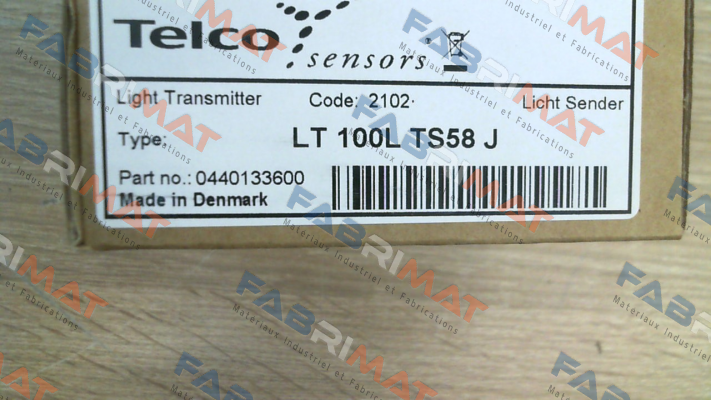 Telco
sensors
Light Transmitter Code: 2102· Licht Sender
Type: LT 100L TS58 J
Part no.: 0440133600
Made in Denmark
FABRIMAT
Materiaux Industriel et Fabrications